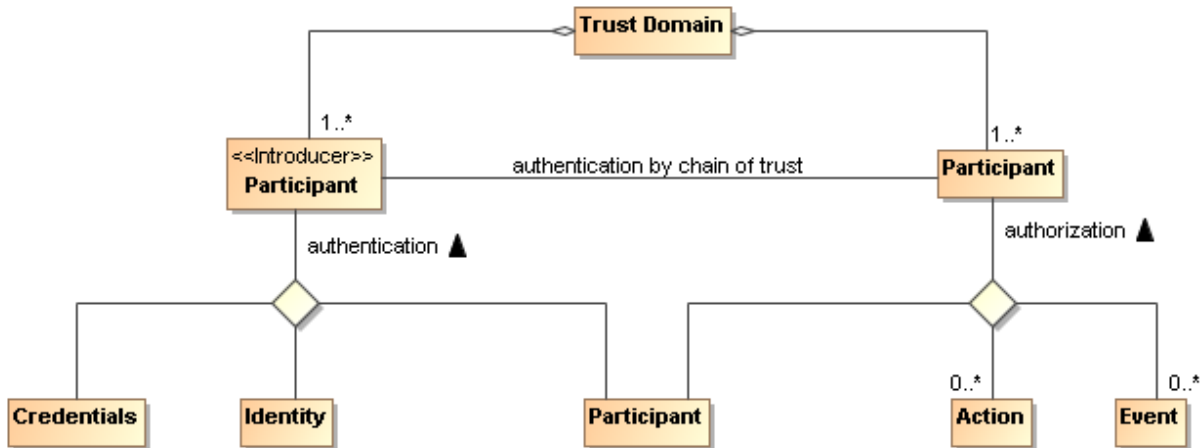 Trust Domain
1..*
1..*
<<Introducer>>
Participant
authentication by chain of trust
Participant
authentication ▲
authorization ▲
0..*
0..*
Credentials
Identity
Participant
Action
Event